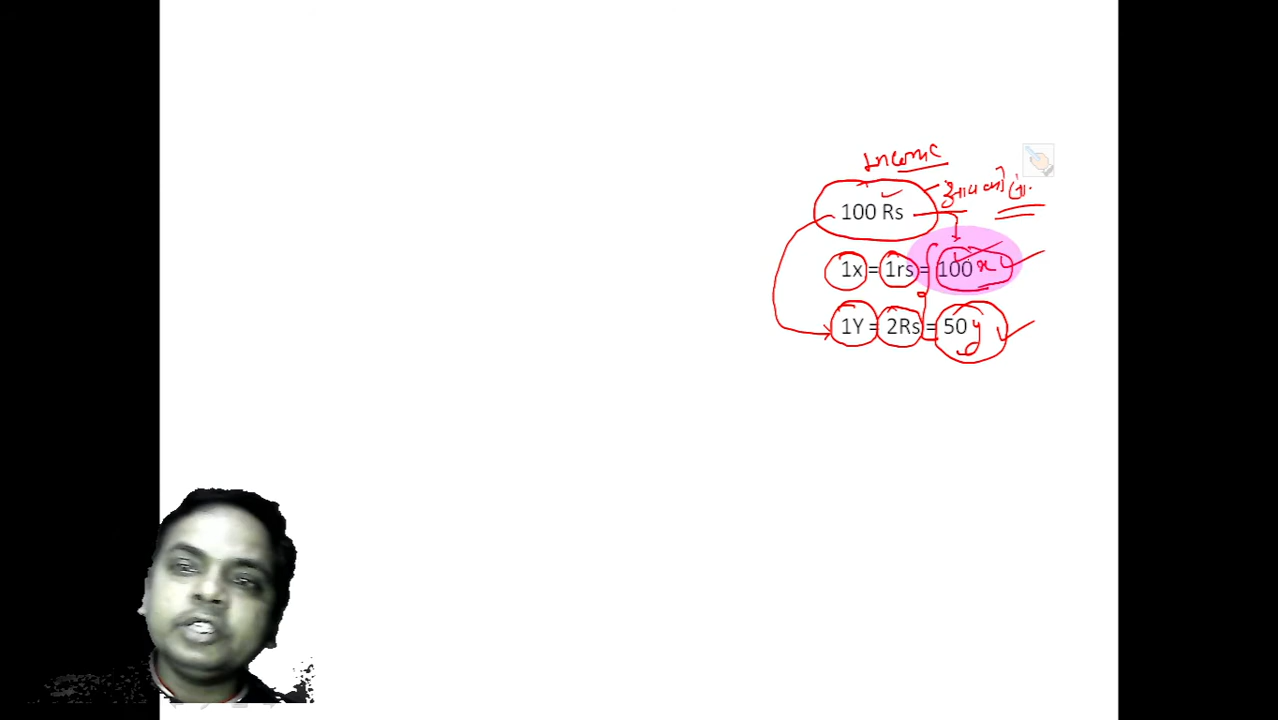 Income
100 Rs
1x = 1rs = 100 x
1Y = 2Rs = 50 y